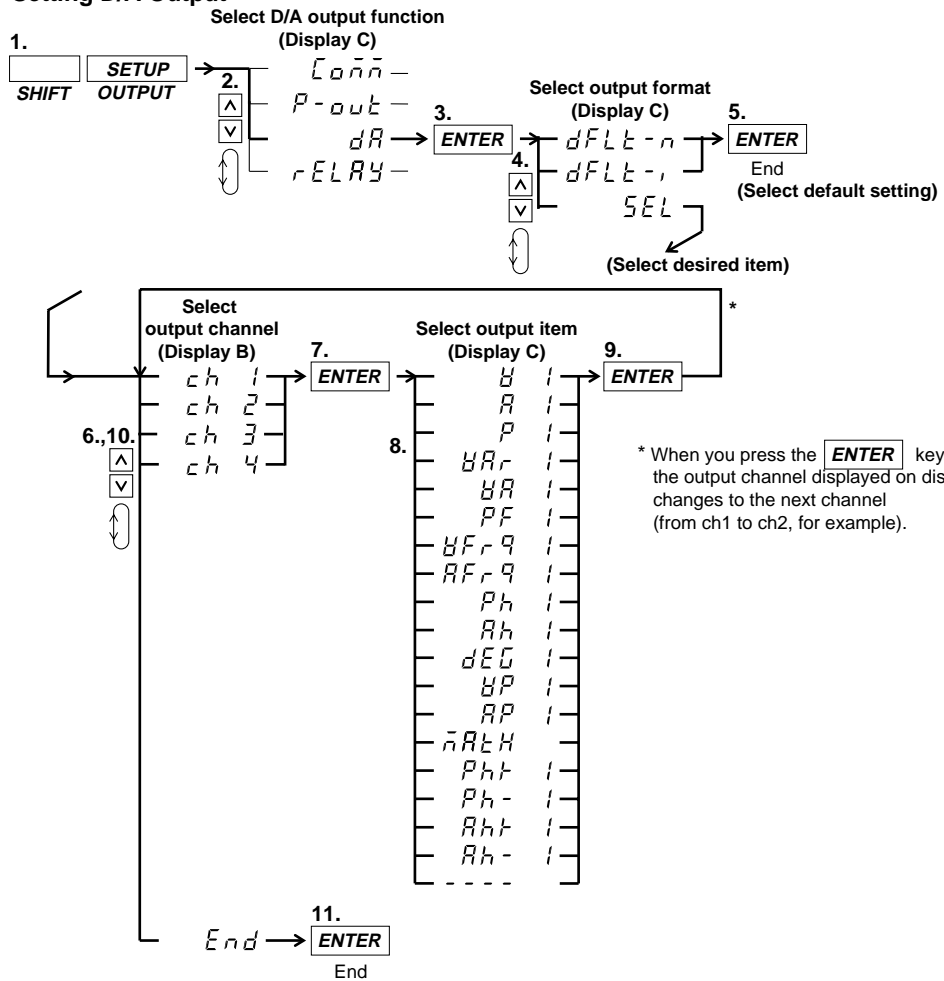 Select D/A output function
(Display C)
1.
SETUP
SHIFT
OUTPUT
2.
Comm
P-out
dA
rELAY
3.
ENTER
Select output format
(Display C)
4.
dFLt-n
dFLt-i
SEL
5.
ENTER
End
(Select default setting)
(Select desired item)
*
Select
output channel
(Display B)
6.,10.
ch 1
ch 2
ch 3
ch 4
7.
ENTER
Select output item
(Display C)
8.
V 1
A 1
P 1
VAr 1
VA 1
PF 1
VFrq 1
AFrq 1
Ph 1
Ah 1
dEG 1
VP 1
AP 1
mAtH
Ph+ 1
Ph- 1
Ah+ 1
Ah- 1
----
9.
ENTER
* When you press the ENTER key
the output channel displayed on dis
changes to the next channel
(from ch1 to ch2, for example).
End
11.
ENTER
End